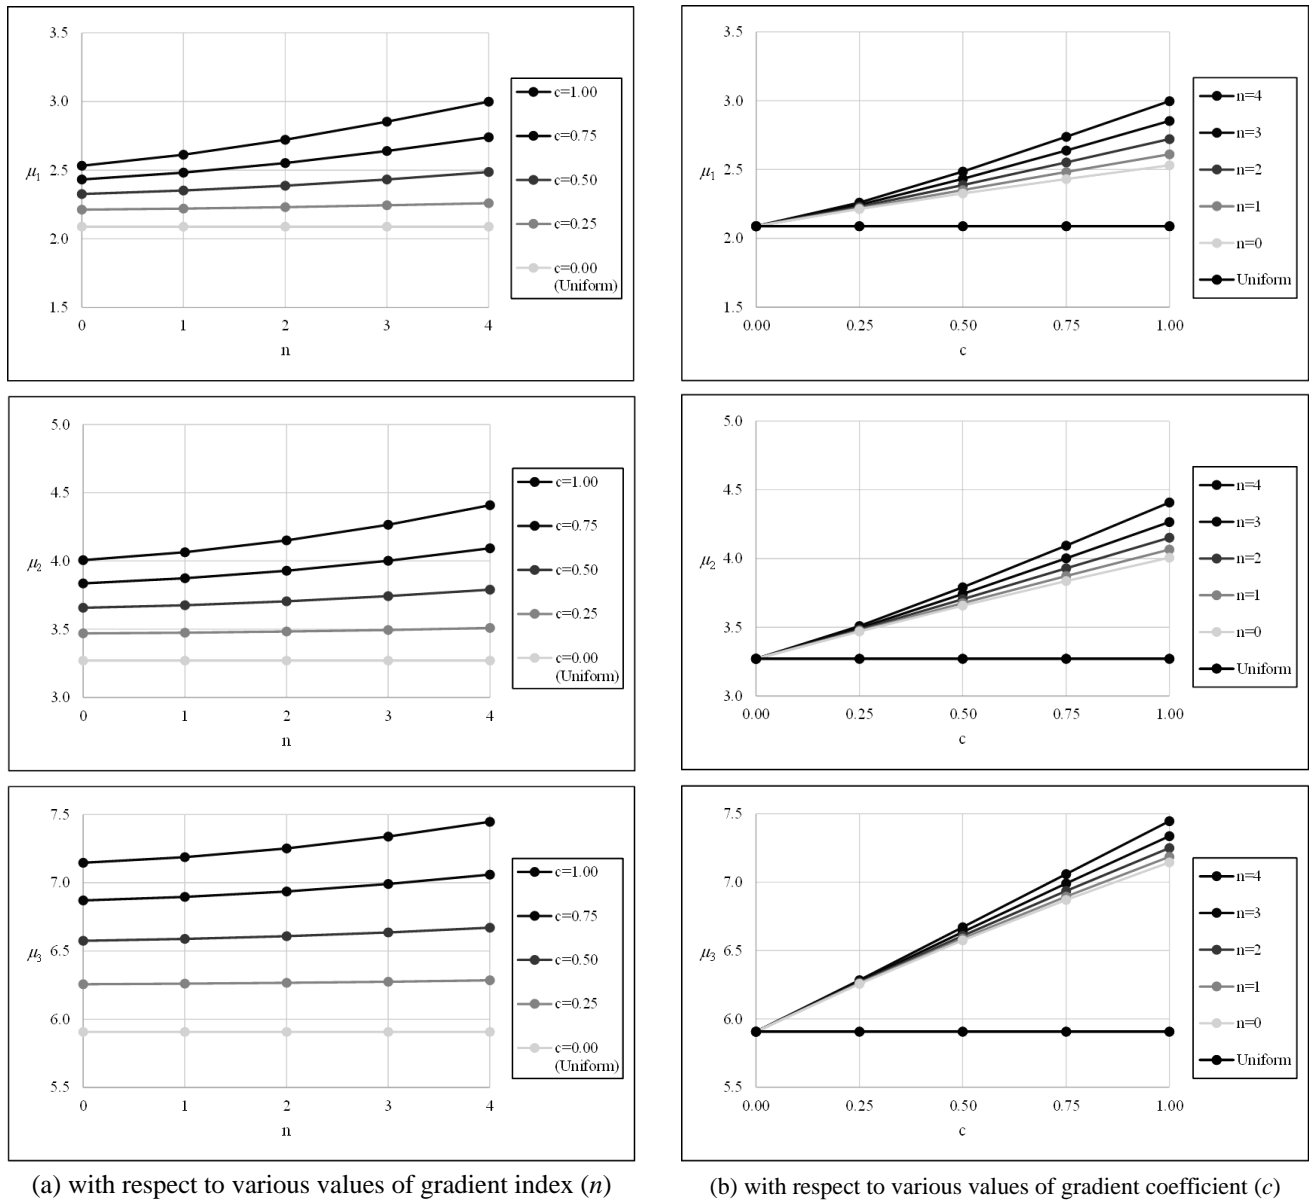 3.5
3.0
2.5
2.0
1.5
μ1
0 1 2 3 4
n
c=1.00
c=0.75
c=0.50
c=0.25
c=0.00
(Uniform)
3.5
3.0
2.5
2.0
1.5
μ1
0.00 0.25 0.50 0.75 1.00
c
n=4
n=3
n=2
n=1
n=0
Uniform
5.0
4.5
4.0
3.5
3.0
μ2
0 1 2 3 4
n
c=1.00
c=0.75
c=0.50
c=0.25
c=0.00
(Uniform)
5.0
4.5
4.0
3.5
3.0
μ2
0.00 0.25 0.50 0.75 1.00
c
n=4
n=3
n=2
n=1
n=0
Uniform
7.5
7.0
6.5
6.0
5.5
μ3
0 1 2 3 4
n
c=1.00
c=0.75
c=0.50
c=0.25
c=0.00
(Uniform)
7.5
7.0
6.5
6.0
5.5
μ3
0.00 0.25 0.50 0.75 1.00
c
n=4
n=3
n=2
n=1
n=0
Uniform
(a) with respect to various values of gradient index (n)
(b) with respect to various values of gradient coefficient (c)